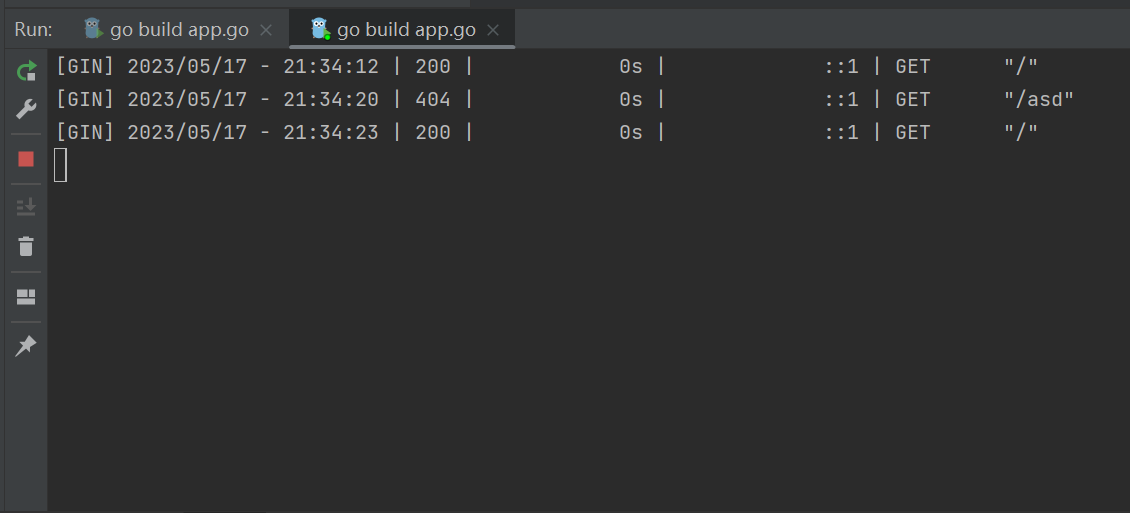 Run: go build app.go go build app.go
[GIN] 2023/05/17 - 21:34:12 | 200 | 0s | ::1 | GET "/"
[GIN] 2023/05/17 - 21:34:20 | 404 | 0s | ::1 | GET "/asd"
[GIN] 2023/05/17 - 21:34:23 | 200 | 0s | ::1 | GET "/"